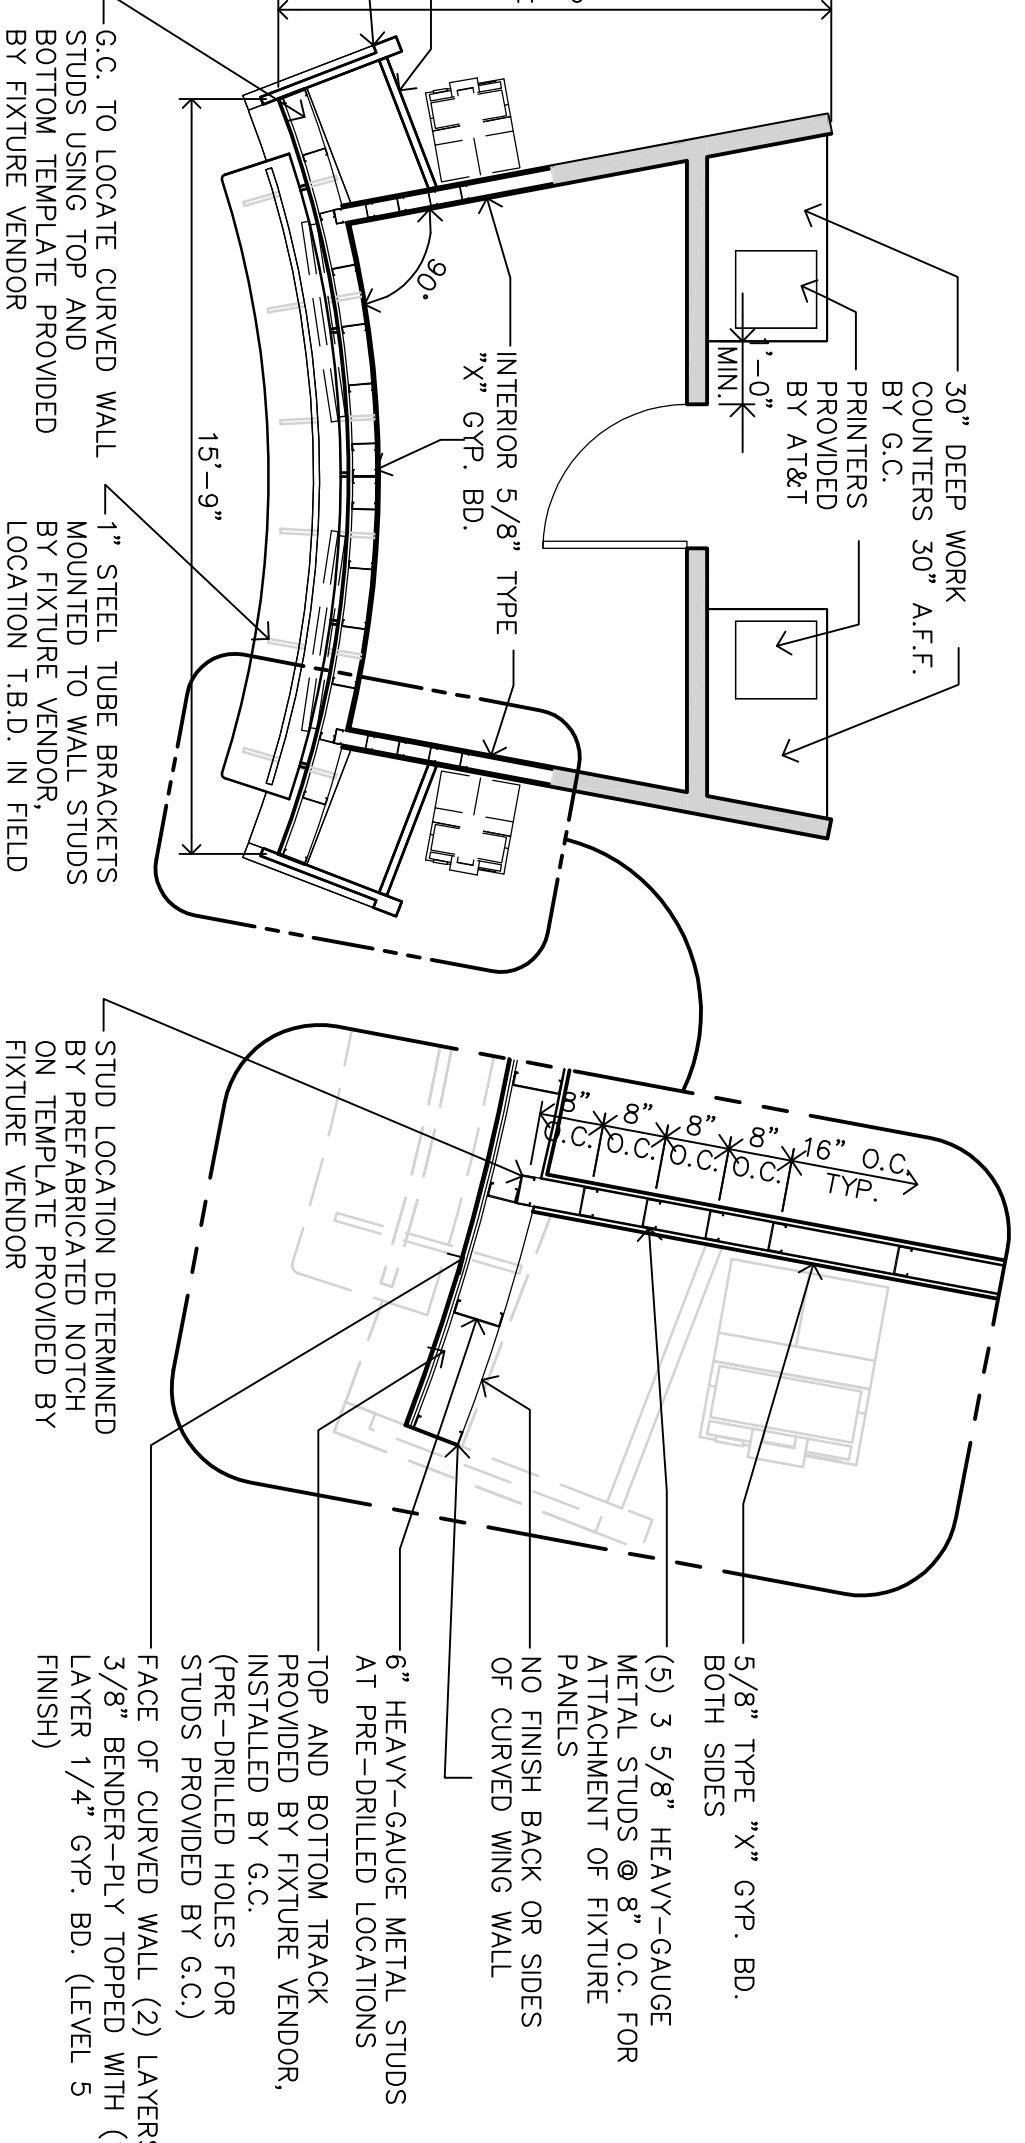 30" DEEP WORK
COUNTERS 30" A.F.F.
BY G.C.
PRINTERS
PROVIDED
BY AT&T
1'-0"
MIN.
INTERIOR 5/8" TYPE
"X" GYP. BD.
90.
15'-9"
G.C. TO LOCATE CURVED WALL
STUDS USING TOP AND
BOTTOM TEMPLATE PROVIDED
BY FIXTURE VENDOR
1" STEEL TUBE BRACKETS
MOUNTED TO WALL STUDS
BY FIXTURE VENDOR,
LOCATION T.B.D. IN FIELD
STUD LOCATION DETERMINED
BY PREFABRICATED NOTCH
ON TEMPLATE PROVIDED BY
FIXTURE VENDOR
8"
O.C.
8"
O.C.
8"
O.C.
8"
O.C.
16" O.C.
TYP.
5/8" TYPE "X" GYP. BD.
BOTH SIDES
(5) 3 5/8" HEAVY-GAUGE
METAL STUDS @ 8" O.C. FOR
ATTACHMENT OF FIXTURE
PANELS
NO FINISH BACK OR SIDES
OF CURVED WING WALL
6" HEAVY-GAUGE METAL STUDS
AT PRE-DRILLED LOCATIONS
TOP AND BOTTOM TRACK
PROVIDED BY FIXTURE VENDOR,
INSTALLED BY G.C.
(PRE-DRILLED HOLES FOR
STUDS PROVIDED BY G.C.)
FACE OF CURVED WALL (2) LAYERS
3/8" BENDER-PLY TOPPED WITH (
LAYER 1/4" GYP. BD. (LEVEL 5
FINISH)